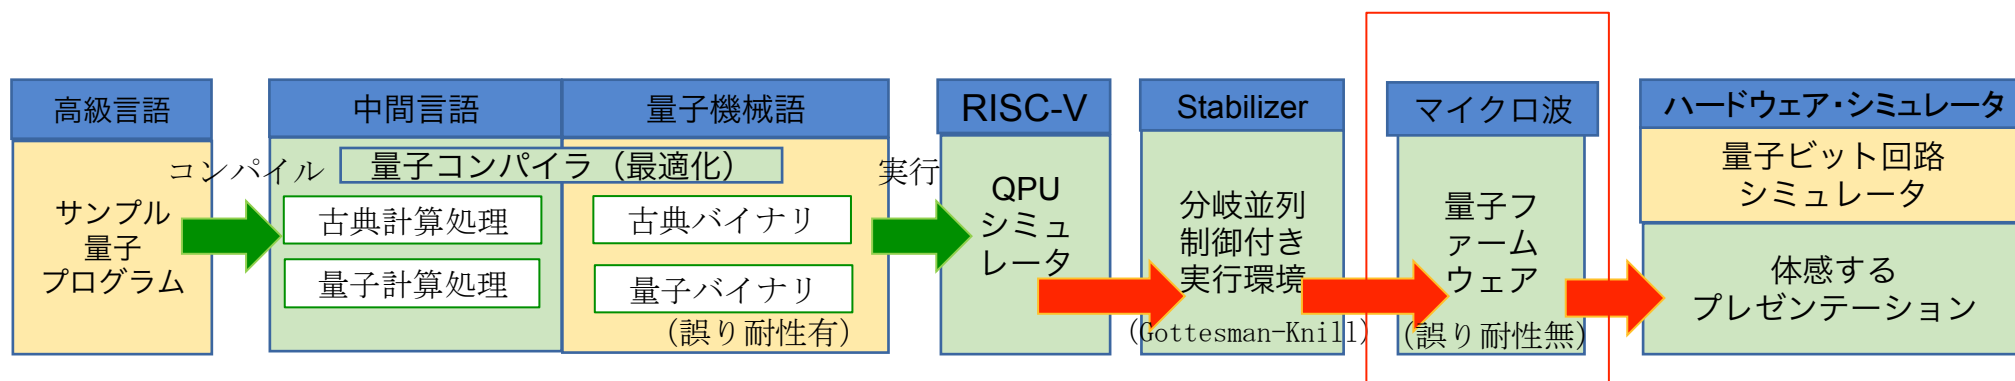 高級言語
サンプル
量子
プログラム
コンパイル
中間言語
量子機械語
量子コンパイラ（最適化）
古典計算処理
古典バイナリ
量子計算処理
量子バイナリ
(誤り耐性有)
実行
RISC-V
QPU
シミュ
レータ
Stabilizer
分岐並列
制御付き
実行環境
(Gottesman-Knill)
マイクロ波
量子フ
ァーム
ウェア
(誤り耐性無)
ハードウェア・シミュレータ
量子ビット回路
シミュレータ
体感する
プレゼンテーション